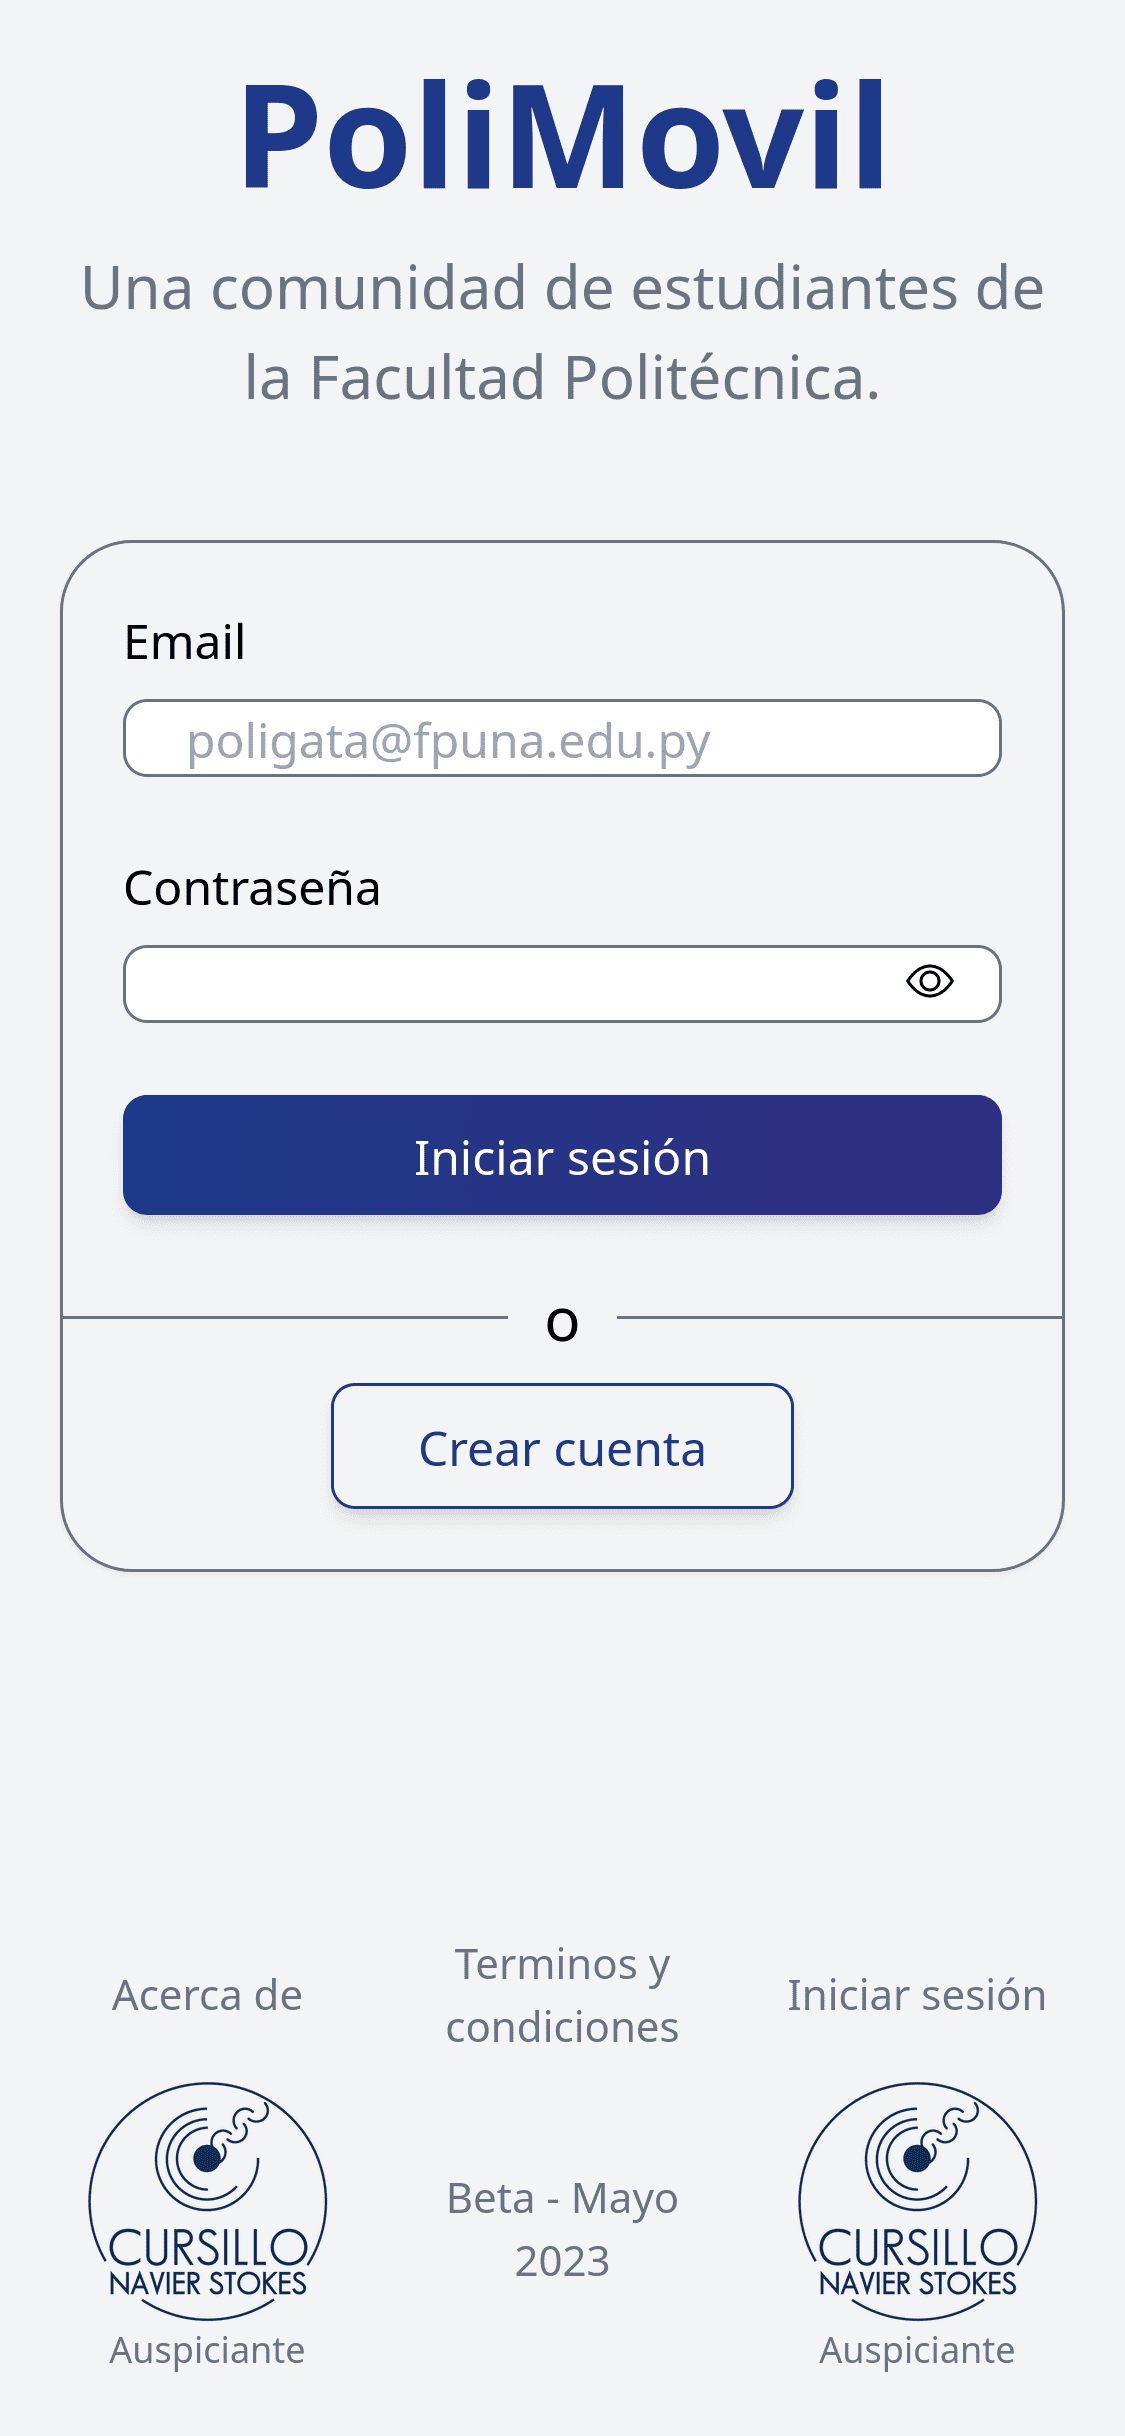 PoliMovil
Una comunidad de estudiantes de
la Facultad Politécnica.
Email
poligata@fpuna.edu.py
Contraseña
Iniciar sesión
o
Crear cuenta
Acerca de
Terminos y
condiciones
Iniciar sesión
CURSILLO
NAVIER STOKES
Auspiciante
Beta - Mayo
2023
CURSILLO
NAVIER STOKES
Auspiciante